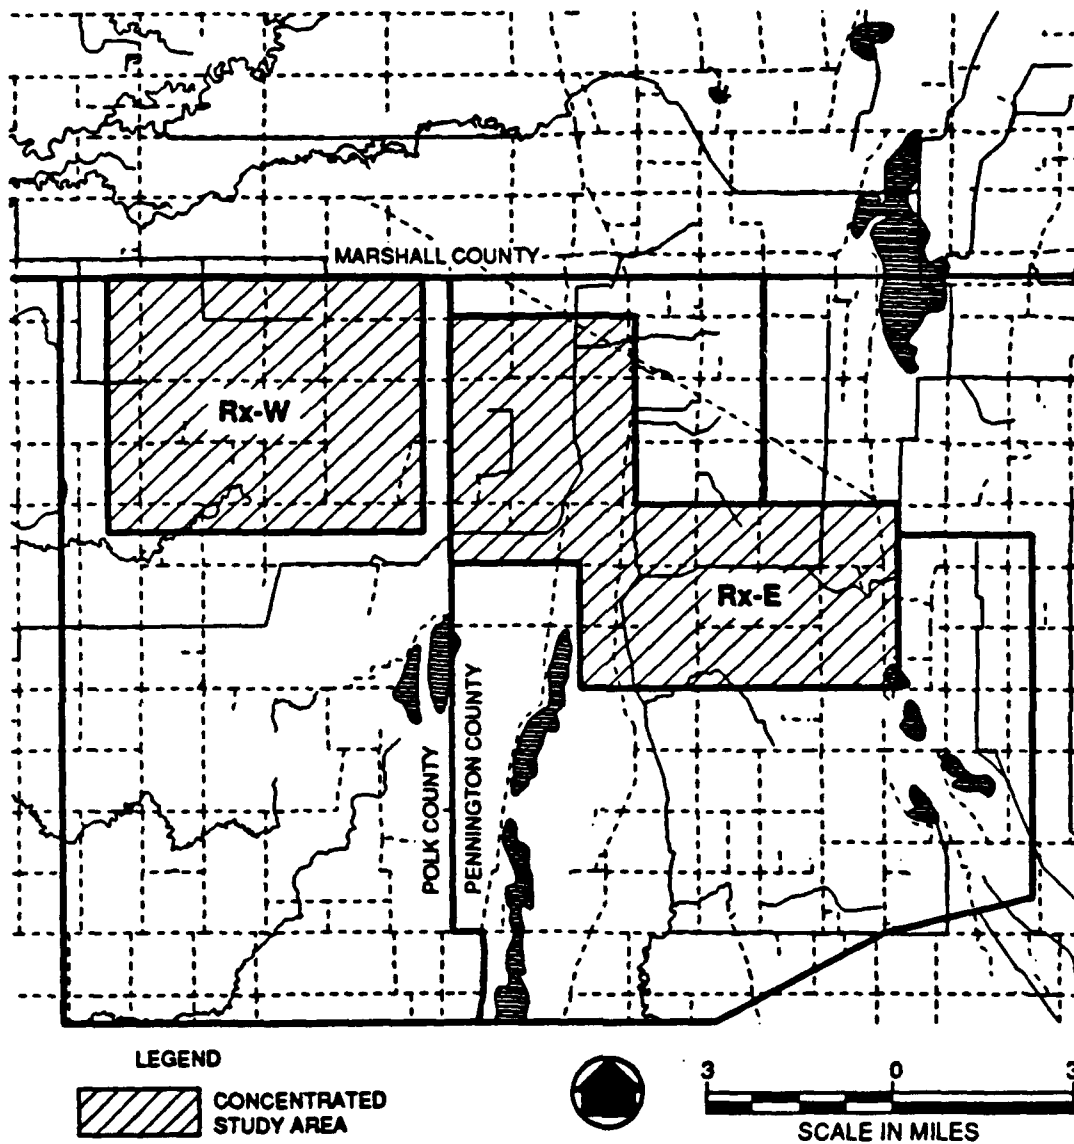 MARSHALL COUNTY
Rx-W
Rx-E
POLK COUNTY
PENNINGTON COUNTY
LEGEND
CONCENTRATED
STUDY AREA
3 0 3
SCALE IN MILES